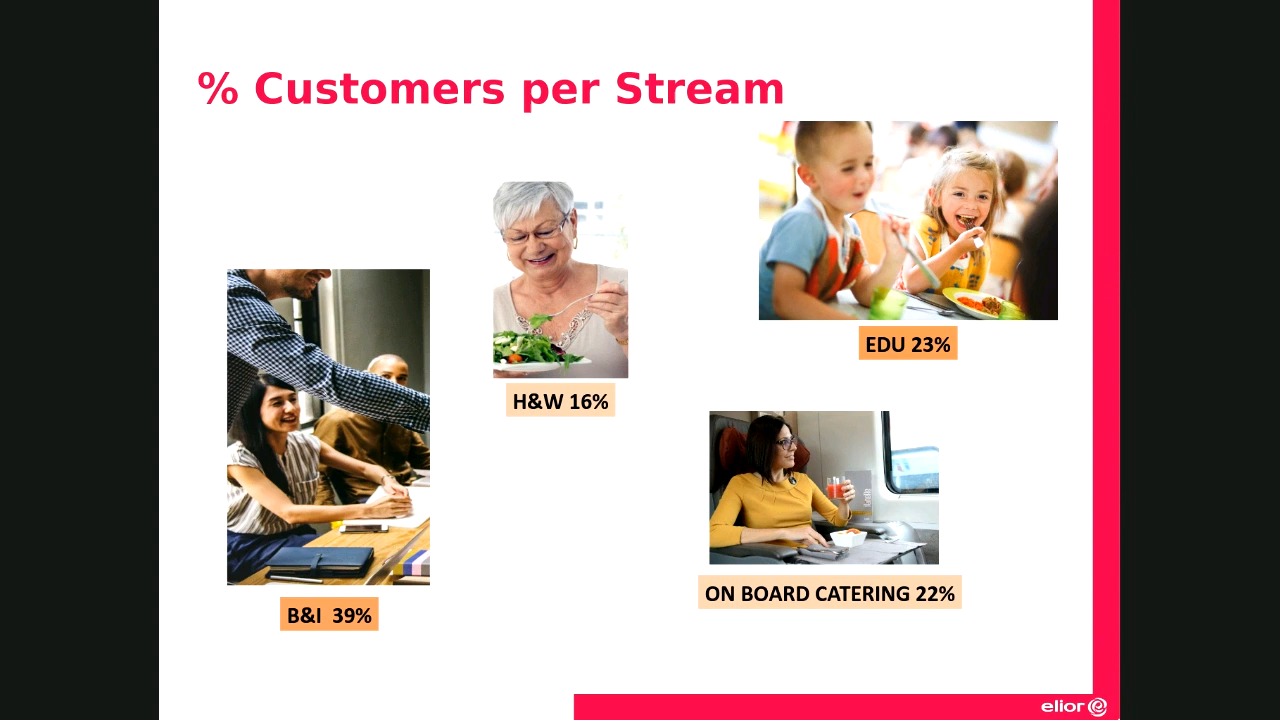 % Customers per Stream
EDU 23%
H&W 16%
ON BOARD CATERING 22%
B&I  39%
elior